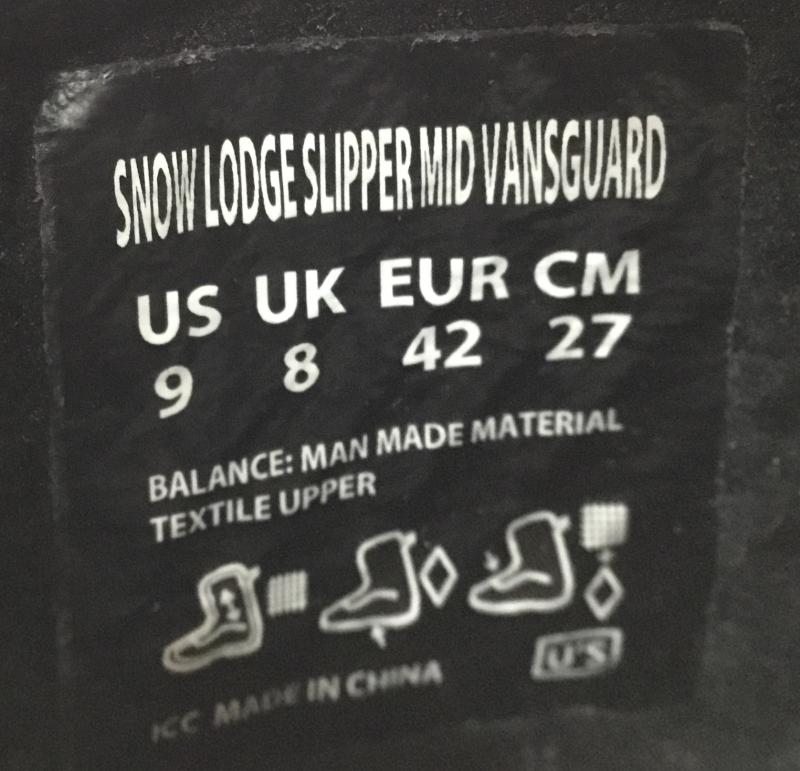 SNOW LODGE SLIPPER MID VANSGUARD
US UK EUR CM
9 8 42 27
BALANCE: MAN MADE MATERIAL
TEXTILE UPPER
U'S
ICC MADE IN CHINA